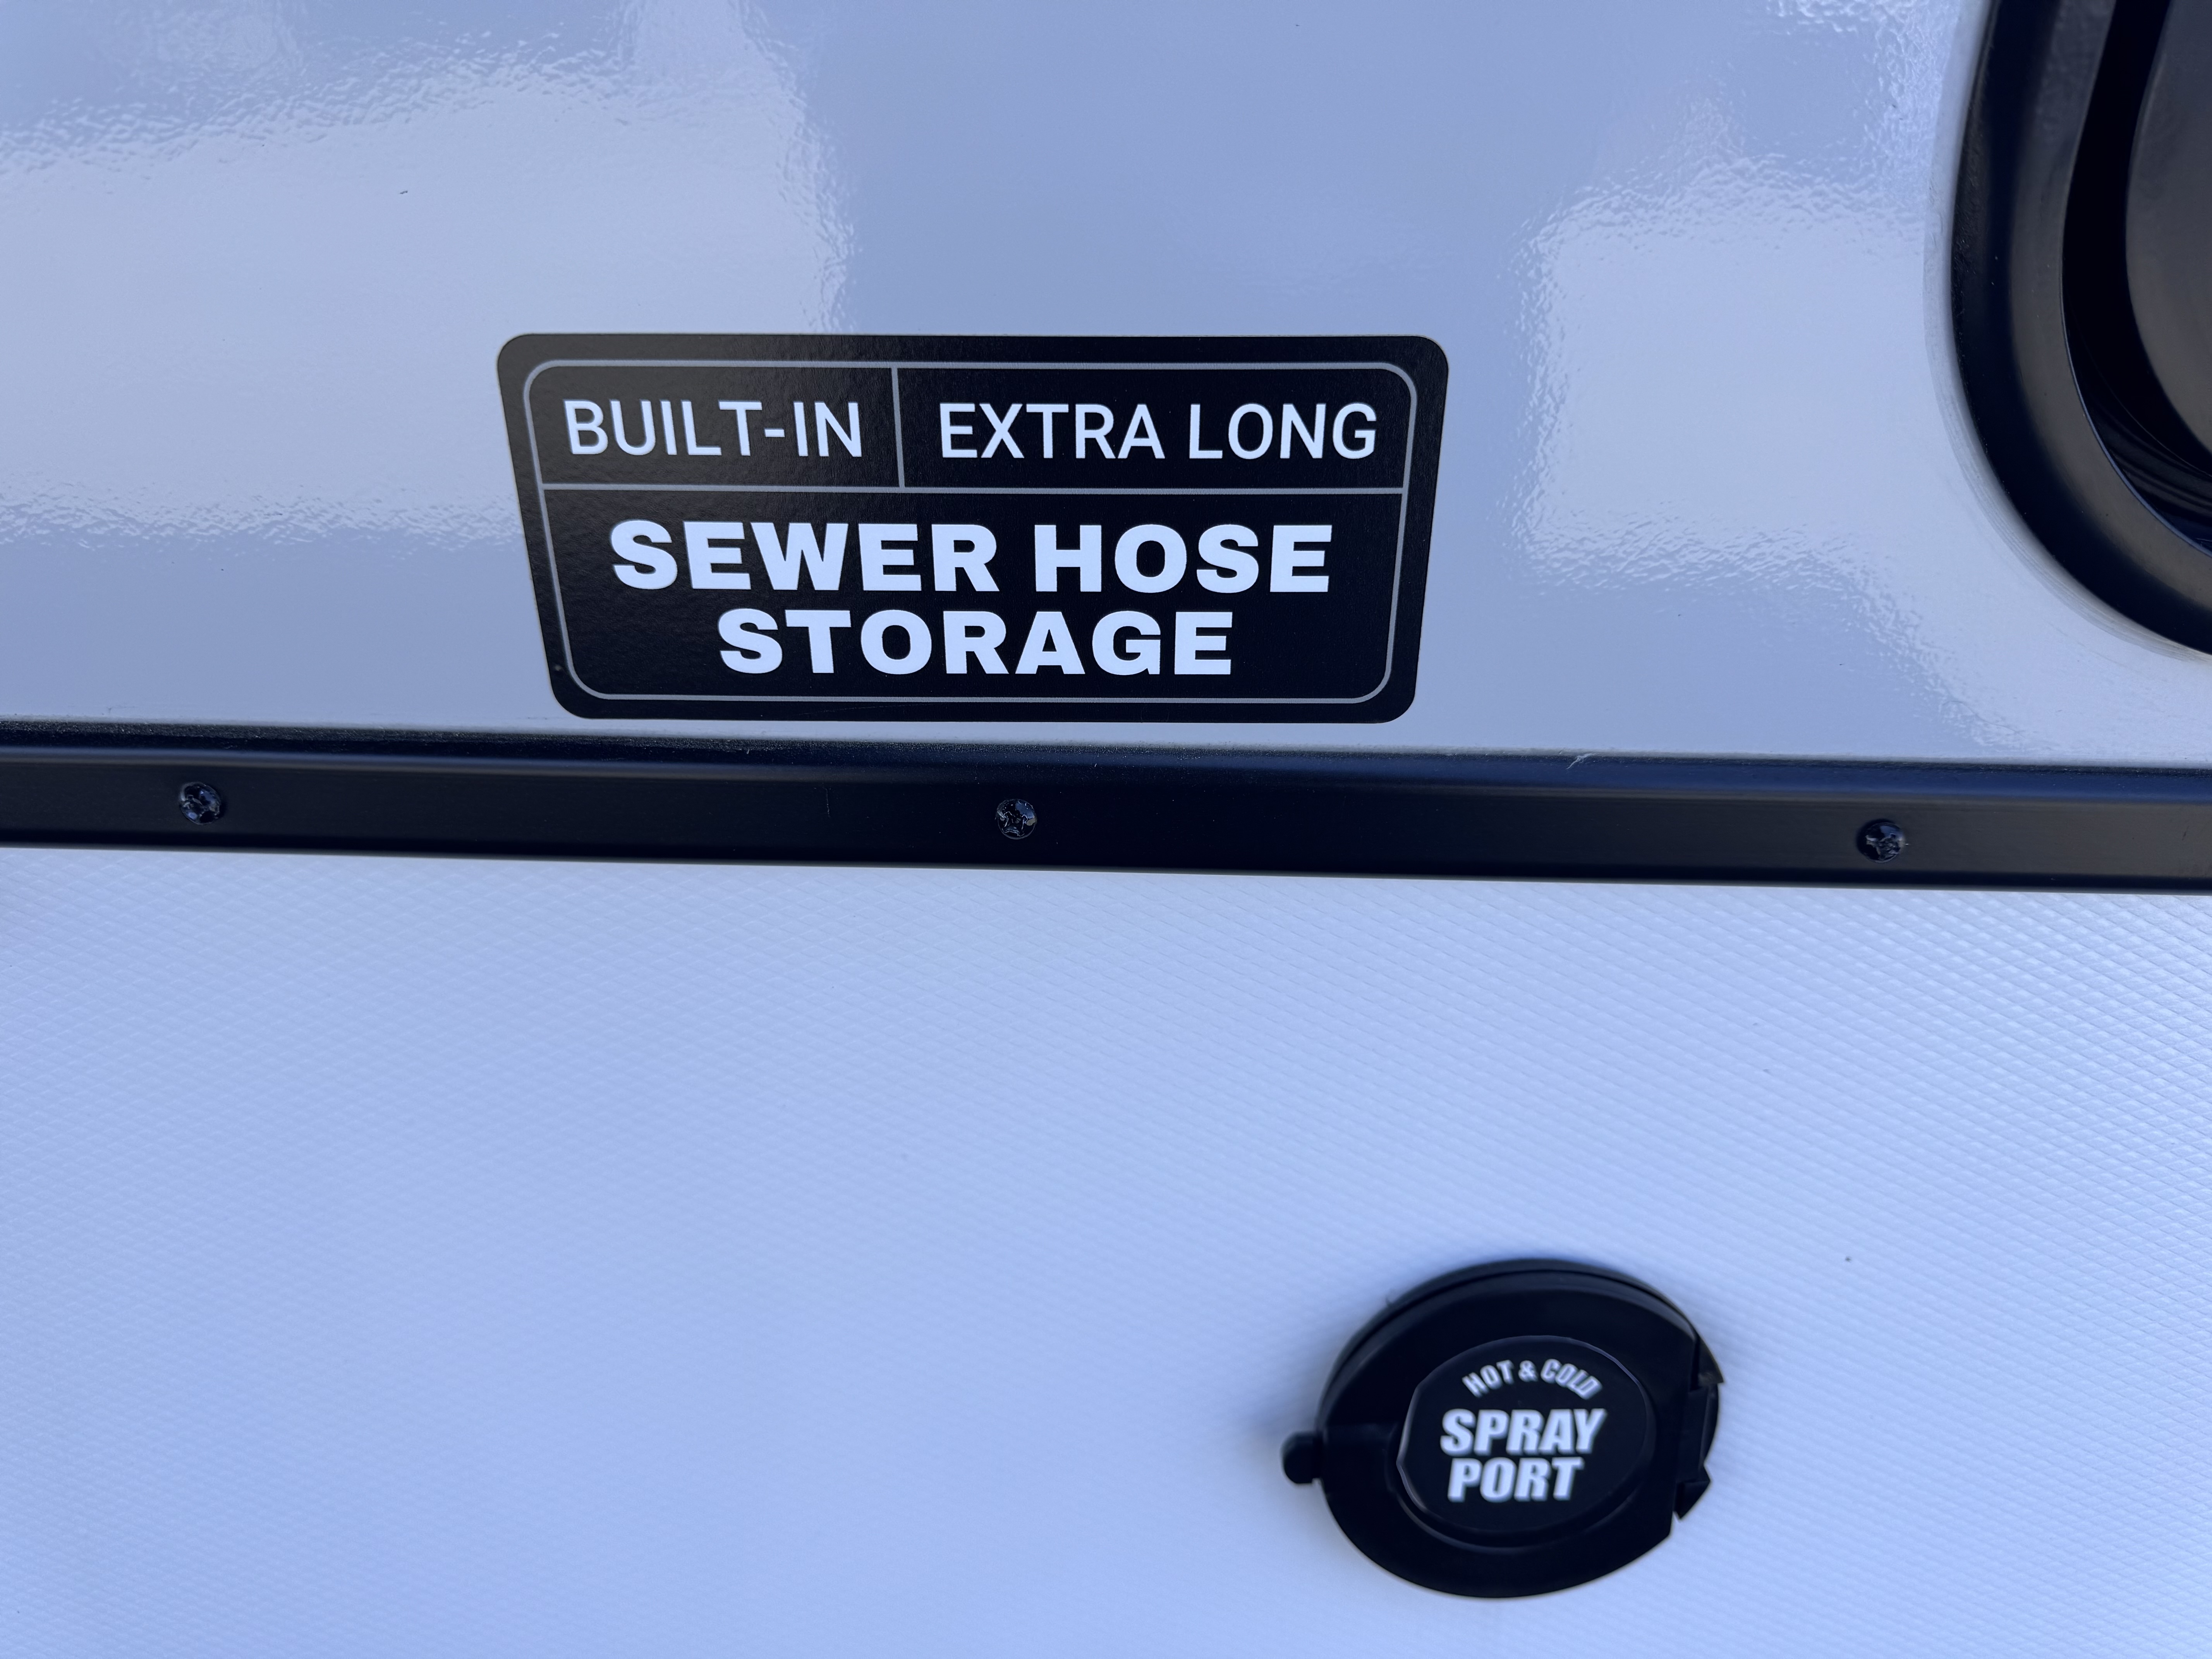 BUILT-IN EXTRA LONG
SEWER HOSE
STORAGE
HOT & COLD
SPRAY
PORT